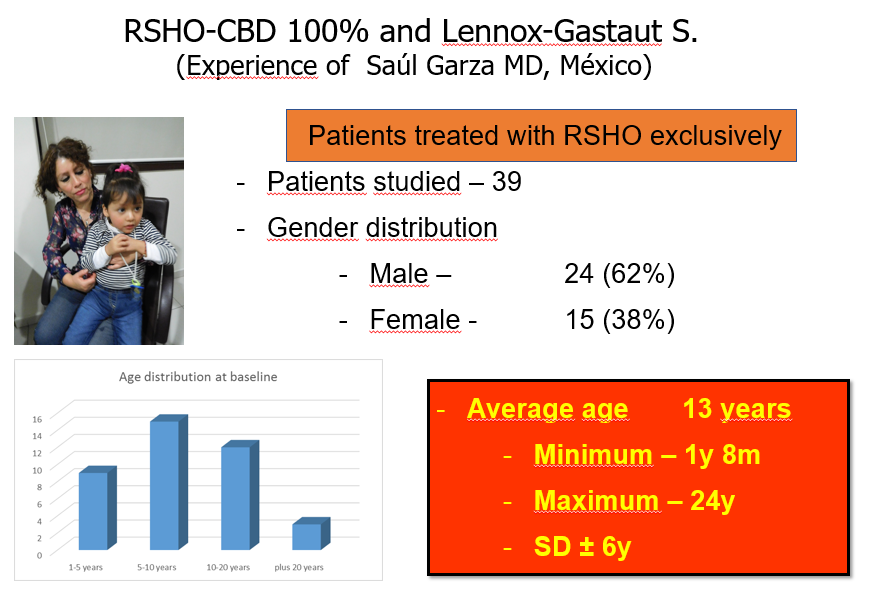 RSHO-CBD 100% and Lennox-Gastaut S.
(Experience of Saúl Garza MD, México)
Patients treated with RSHO exclusively
- Patients studied – 39
- Gender distribution
- Male – 24 (62%)
- Female - 15 (38%)
Age distribution at baseline
16
14
12
10
8
6
4
2
0
1-5 years 5-10 years 10-20 years plus 20 years
- Average age 13 years
- Minimum – 1y 8m
- Maximum – 24y
- SD ± 6y